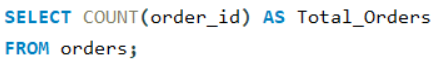 SELECT COUNT(order_id) AS Total_Orders
FROM orders;